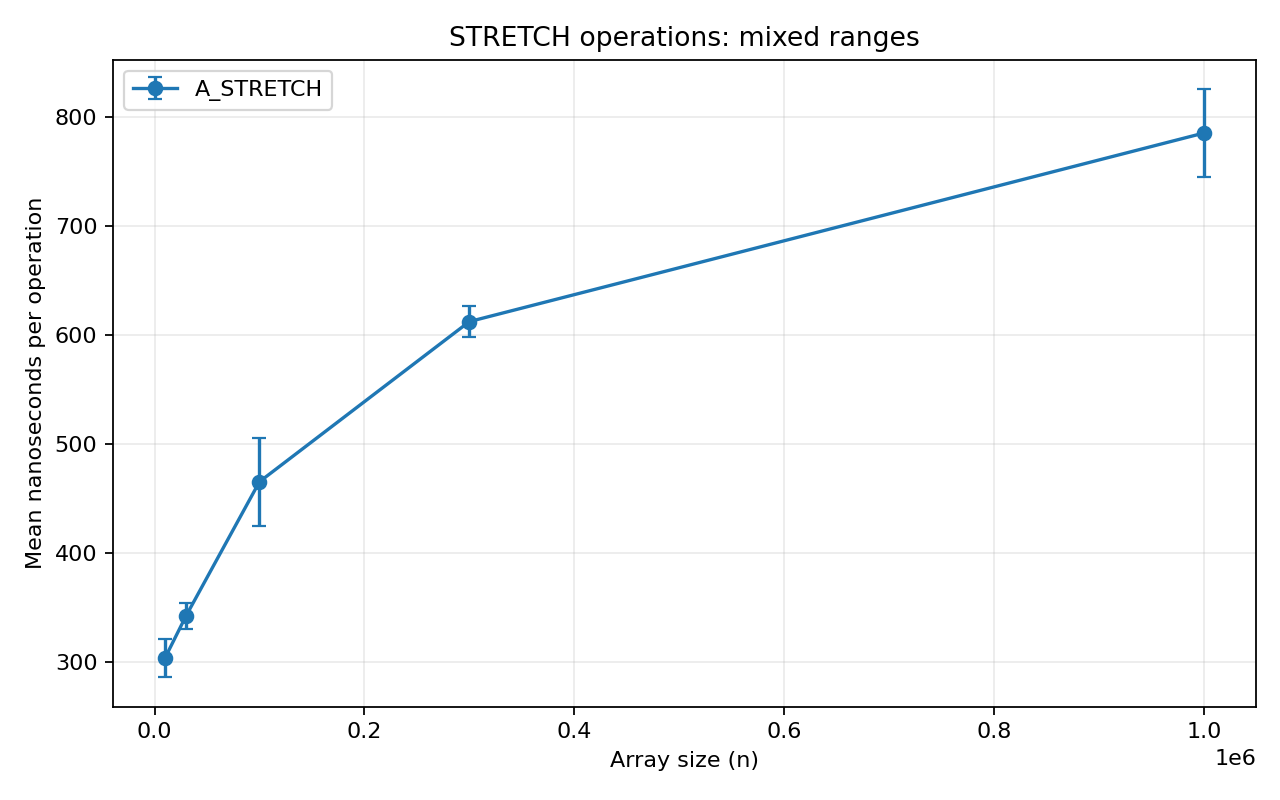 STRETCH operations: mixed ranges
A_STRETCH
Mean nanoseconds per operation
800
700
600
500
400
300
0.0 0.2 0.4 0.6 0.8 1.0
1e6
Array size (n)